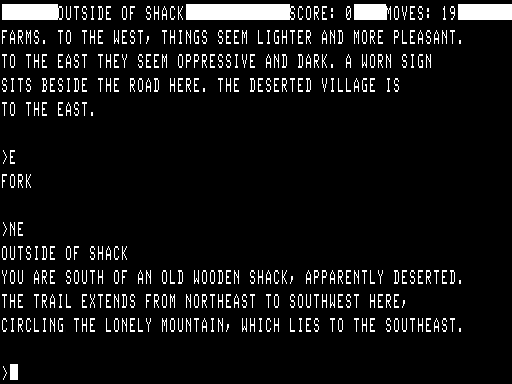 OUTSIDE OF SHACK SCORE: 0 MOVES: 19
FARMS. TO THE WEST, THINGS SEEM LIGHTER AND MORE PLEASANT.
TO THE EAST THEY SEEM OPPRESSIVE AND DARK. A WORN SIGN
SITS BESIDE THE ROAD HERE. THE DESERTED VILLAGE IS
TO THE EAST.
>E
FORK
>NE
OUTSIDE OF SHACK
YOU ARE SOUTH OF AN OLD WOODEN SHACK, APPARENTLY DESERTED.
THE TRAIL EXTENDS FROM NORTHEAST TO SOUTHWEST HERE,
CIRCLING THE LONELY MOUNTAIN, WHICH LIES TO THE SOUTHEAST.
>